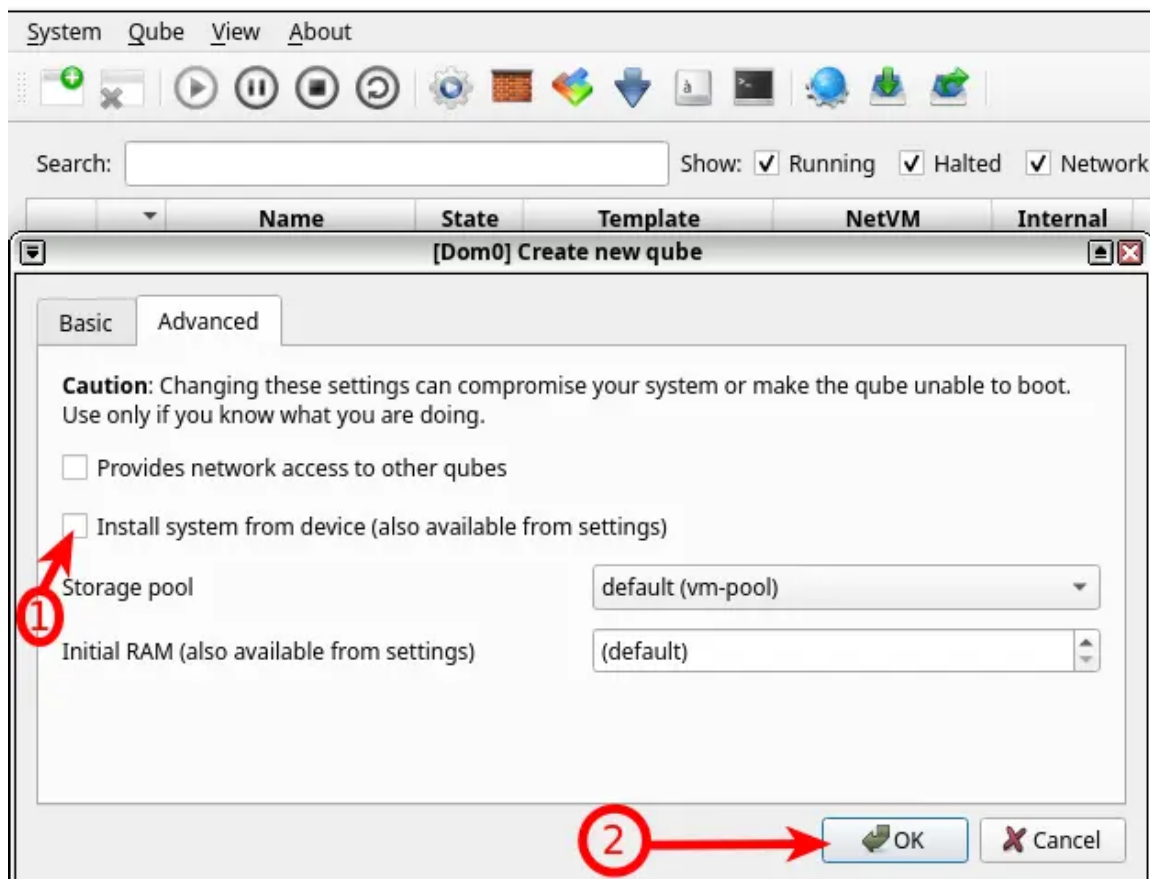 System Qube View About
à
Search: Show: Running Halted Network
Name State Template NetVM Internal
[Dom0] Create new qube
Basic Advanced
Caution: Changing these settings can compromise your system or make the qube unable to boot.
Use only if you know what you are doing.
Provides network access to other qubes
Install system from device (also available from settings)
1
Storage pool default (vm-pool)
Initial RAM (also available from settings) (default)
2 OK Cancel